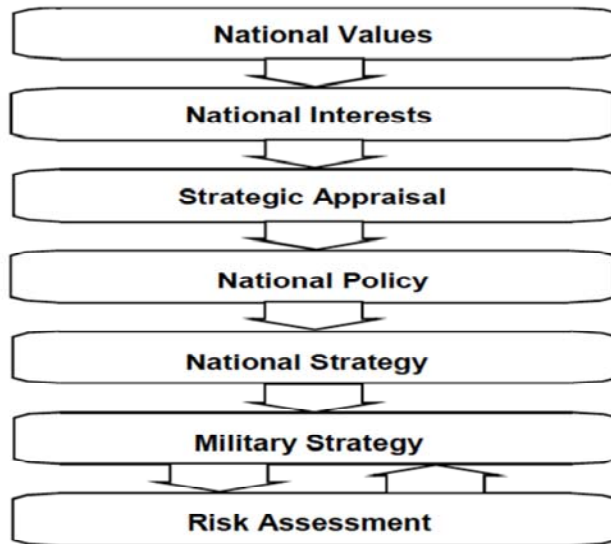 National Values
National Interests
Strategic Appraisal
National Policy
National Strategy
Military Strategy
Risk Assessment